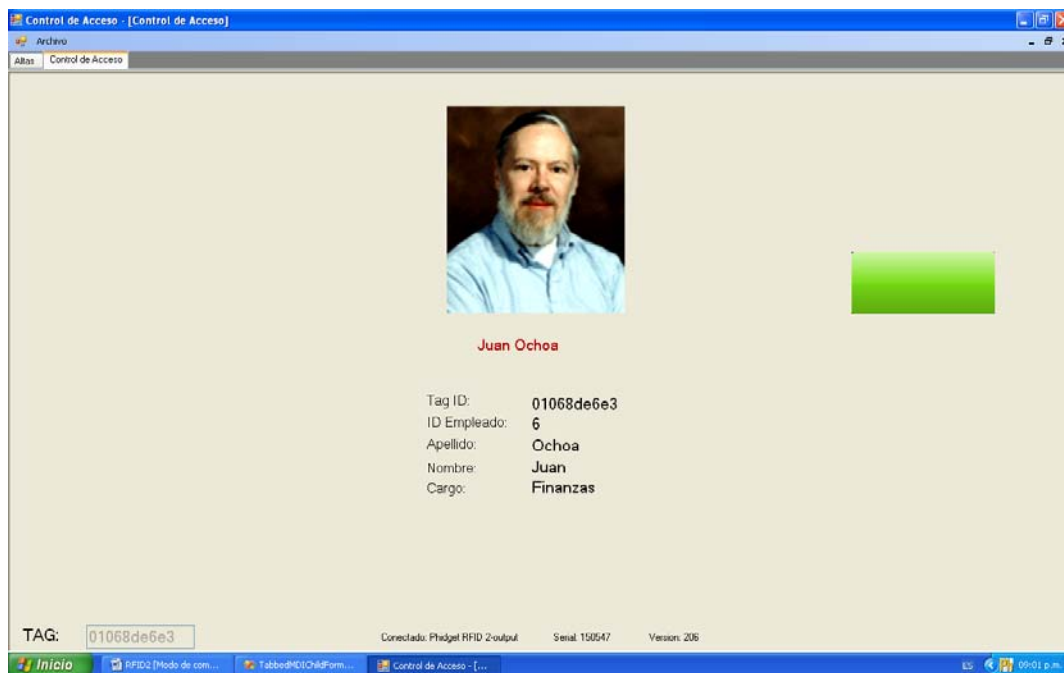 Control de Acceso - [Control de Acceso]
Archivo
Altas Control de Acceso
Juan Ochoa
Tag ID: 01068de6e3
ID Empleado: 6
Apellido: Ochoa
Nombre: Juan
Cargo: Finanzas
TAG: 01068de6e3 Conectado: Phidget RFID 2-output Serial: 150547 Version: 206
Inicio RFID2 [Modo de com... TabbedMDIChildForm... Control de Acceso - [... ES 09:01 p.m.